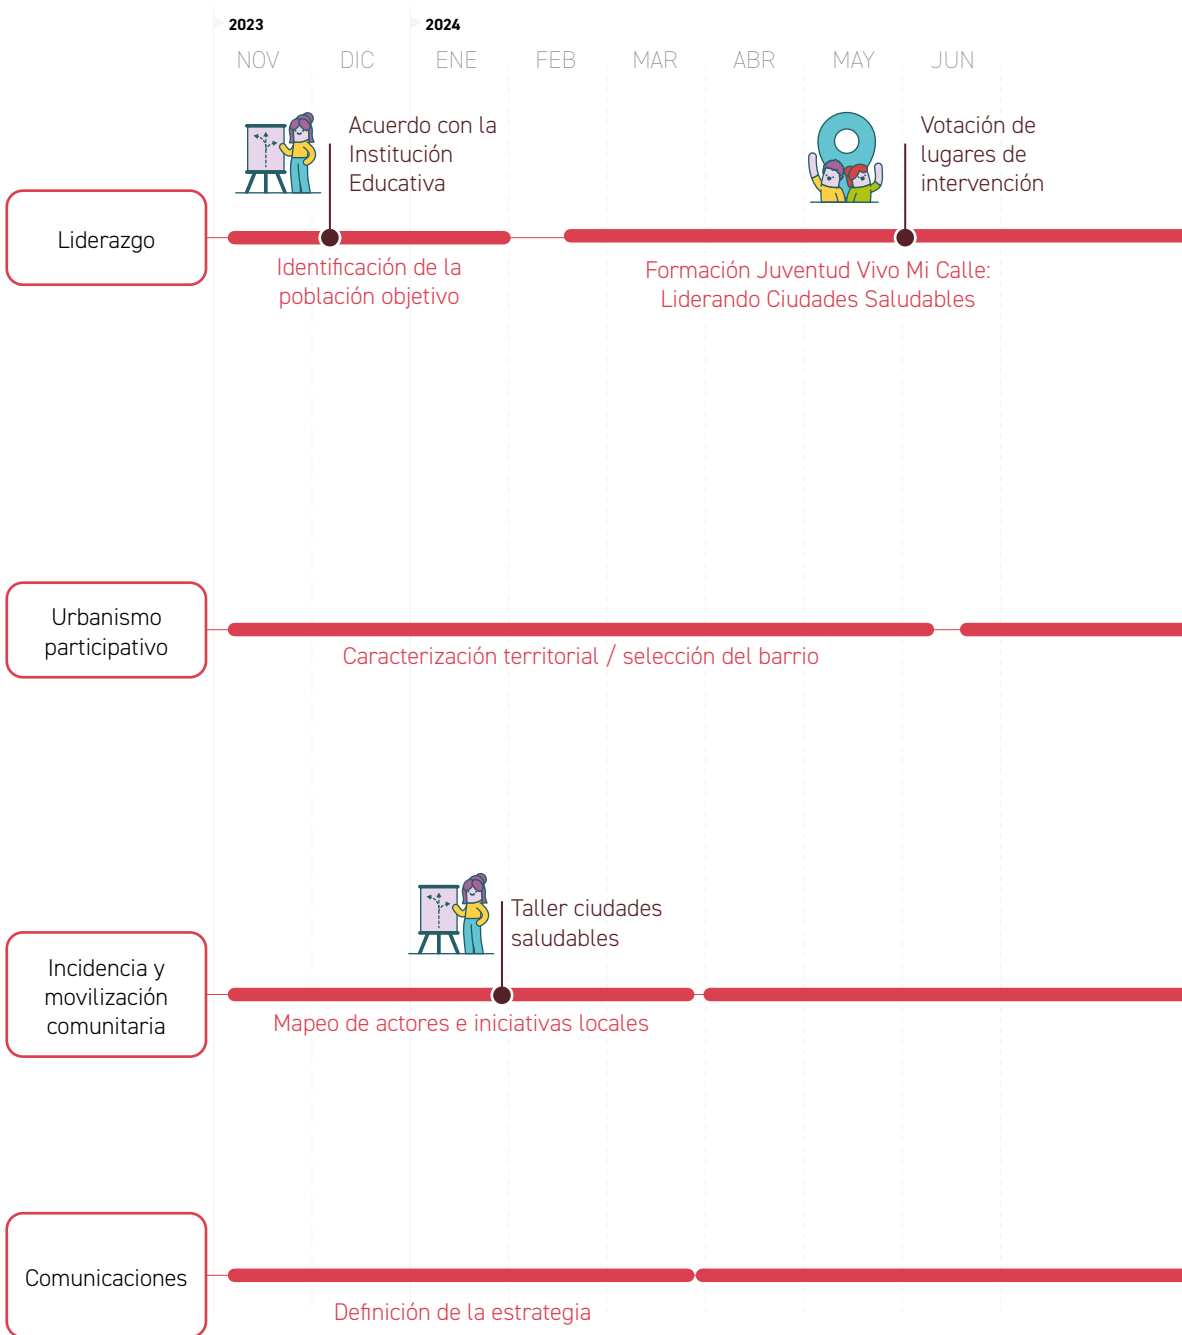 2023
2024
NOV DIC ENE FEB MAR ABR MAY JUN
Acuerdo con la
Institución
Educativa
Votación de
lugares de
intervención
Liderazgo
Identificación de la
población objetivo
Formación Juventud Vivo Mi Calle:
Liderando Ciudades Saludables
Urbanismo
participativo
Caracterización territorial / selección del barrio
Taller ciudades
saludables
Incidencia y
movilización
comunitaria
Mapeo de actores e iniciativas locales
Comunicaciones
Definición de la estrategia